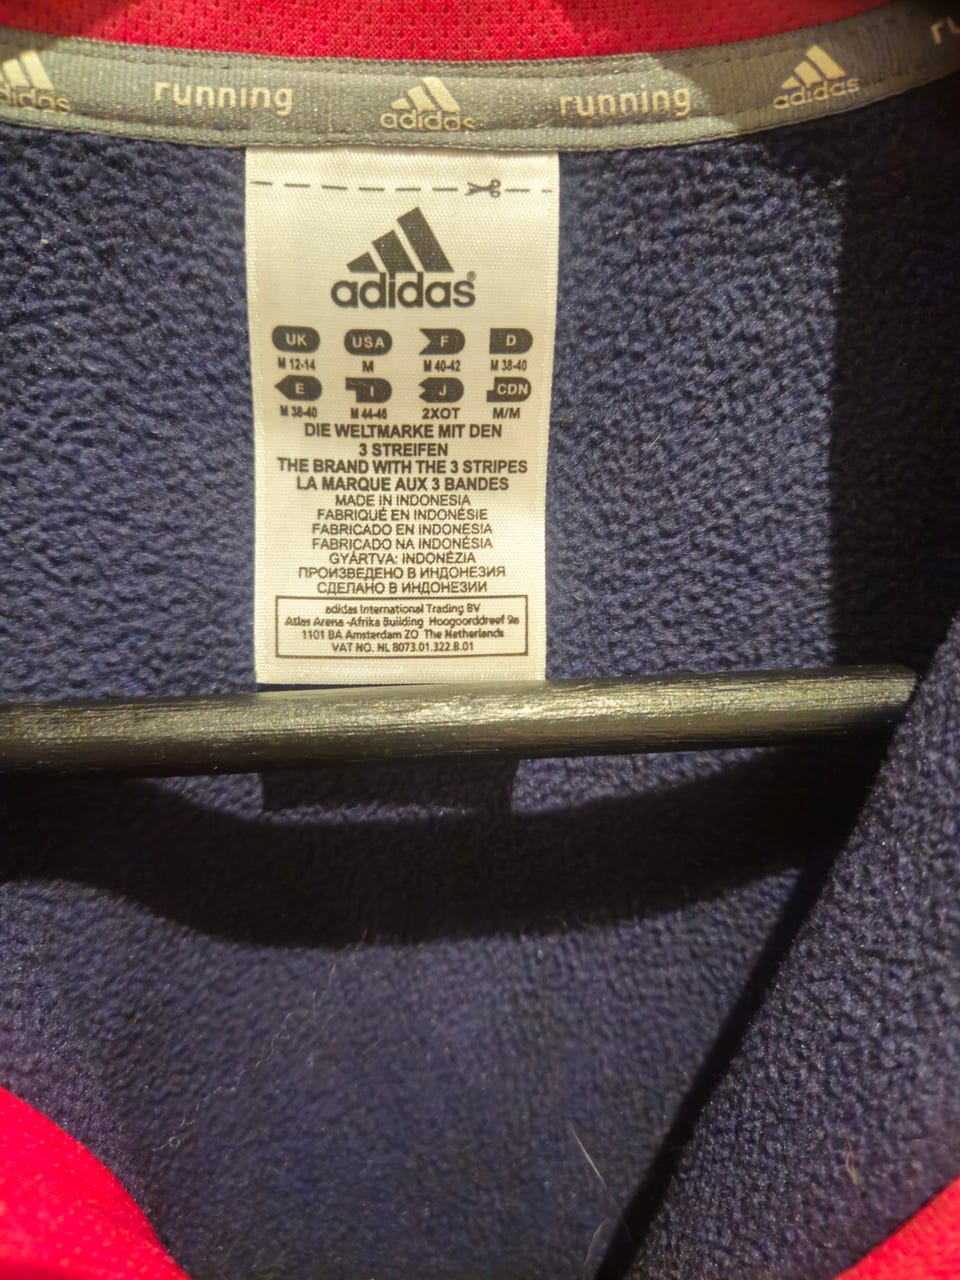 adidas running adidas running adidas ru
adidas®
UK USA F D
M 12-14 M M 40-42 M 38-40
E I J CDN
M 38-40 M 44-46 2XOT M/M
DIE WELTMARKE MIT DEN
3 STREIFEN
THE BRAND WITH THE 3 STRIPES
LA MARQUE AUX 3 BANDES
MADE IN INDONESIA
FABRIQUÉ EN INDONÉSIE
FABRICADO EN INDONESIA
FABRICADO NA INDONÉSIA
GYÁRTVA: INDONÉZIA
ПРОИЗВЕДЕНО В ИНДОНЕЗИЯ
СДЕЛАНО В ИНДОНЕЗИИ
adidas International Trading BV
Atlas Arena -Afrika Building Hoogoorddreef 9a
1101 BA Amsterdam ZO The Netherlands
VAT NO. NL 8073.01.322.B.01